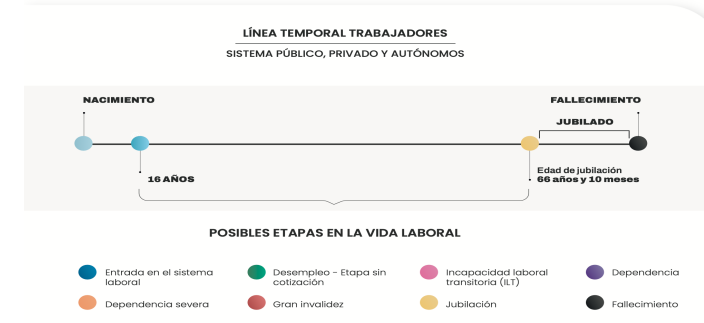 LÍNEA TEMPORAL TRABAJADORES
SISTEMA PÚBLICO, PRIVADO Y AUTÓNOMOS
NACIMIENTO
FALLECIMIENTO
JUBILADO
16 AÑOS
Edad de jubilación
66 años y 10 meses
POSIBLES ETAPAS EN LA VIDA LABORAL
Entrada en el sistema
laboral
Desempleo - Etapa sin
cotización
Incapacidad laboral
transitoria (ILT)
Dependencia
Dependencia severa
Gran invalidez
Jubilación
Fallecimiento